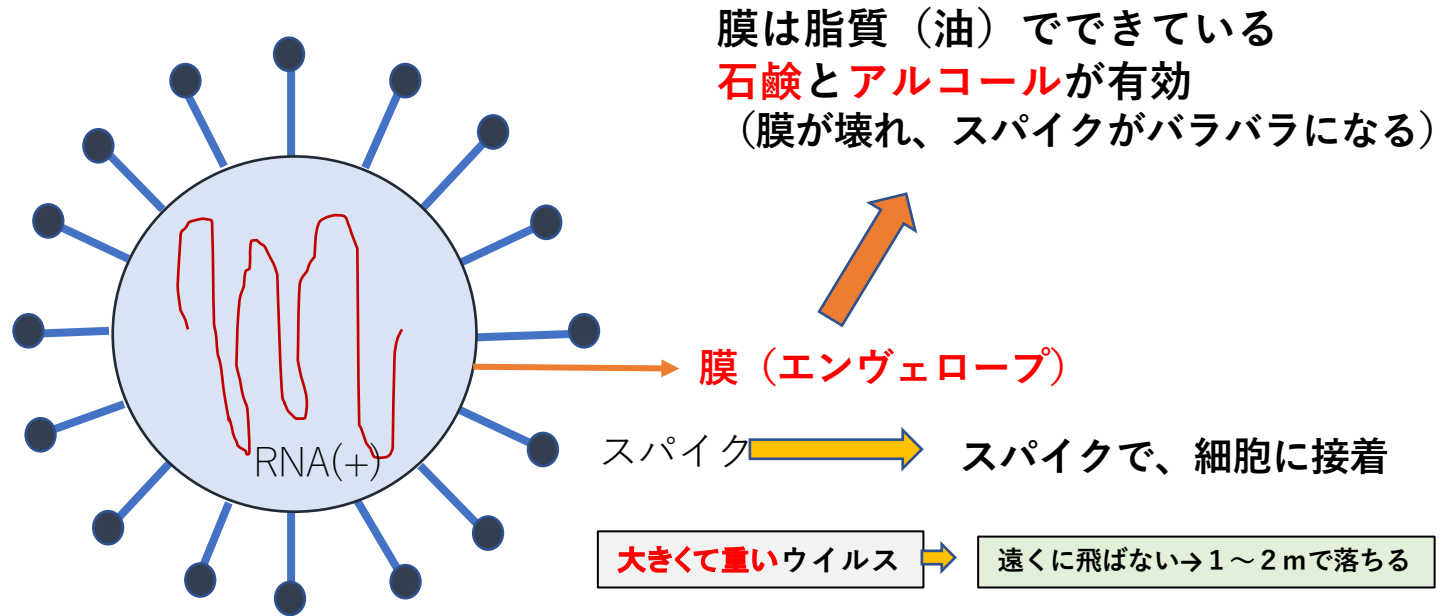 膜は脂質（油）でできている
石鹸とアルコールが有効
（膜が壊れ、スパイクがバラバラになる）
膜（エンヴェロープ）
RNA(+)
スパイク
スパイクで、細胞に接着
大きくて重いウイルス
遠くに飛ばない→１～２ｍで落ちる